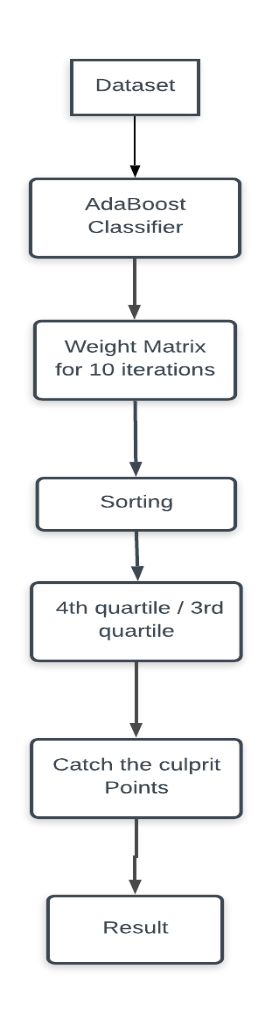 Dataset
AdaBoost
Classifier
Weight Matrix
for 10 iterations
Sorting
4th quartile / 3rd
quartile
Catch the culprit
Points
Result